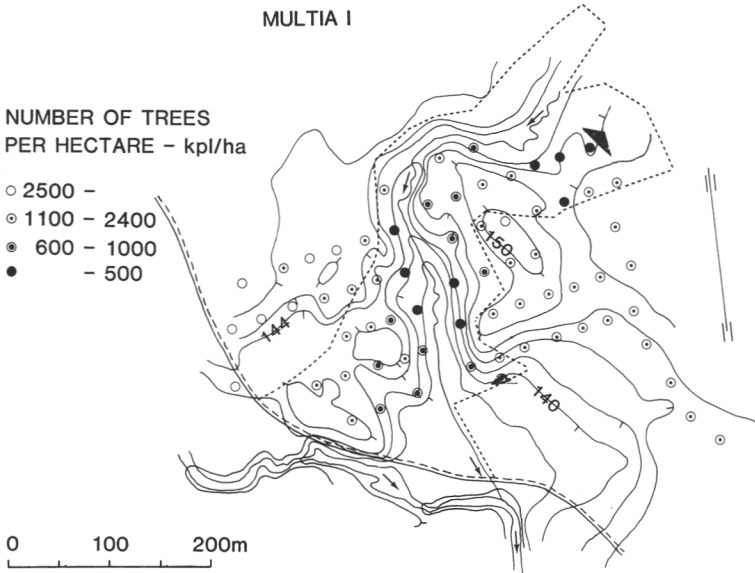 MULTIA I
NUMBER OF TREES
PER HECTARE - kpl/ha
2500 -
1100 - 2400
600 - 1000
- 500
150
144
140
0 100 200m